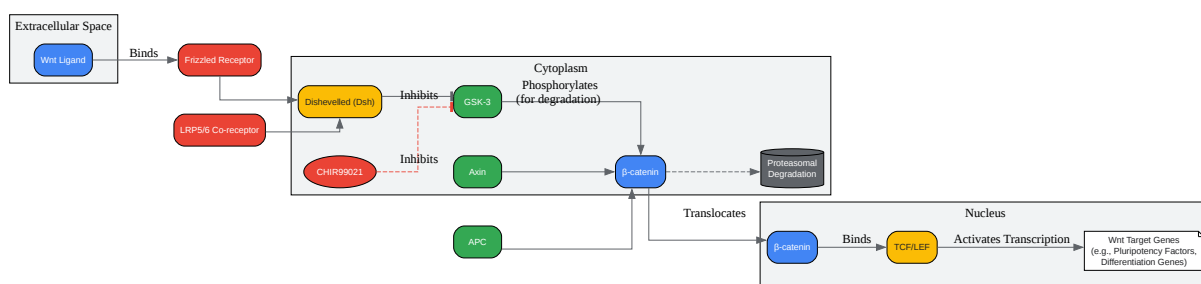 Extracellular Space
Wnt Ligand
Binds
Frizzled Receptor
LRP5/6 Co-receptor
Cytoplasm
Dishevelled (Dsh)
Inhibits
GSK-3
Phosphorylates
(for degradation)
CHIR99021
Inhibits
Axin
β-catenin
Proteasomal
Degradation
APC
Translocates
Nucleus
β-catenin
Binds
TCF/LEF
Activates Transcription
Wnt Target Genes
(e.g., Pluripotency Factors,
Differentiation Genes)